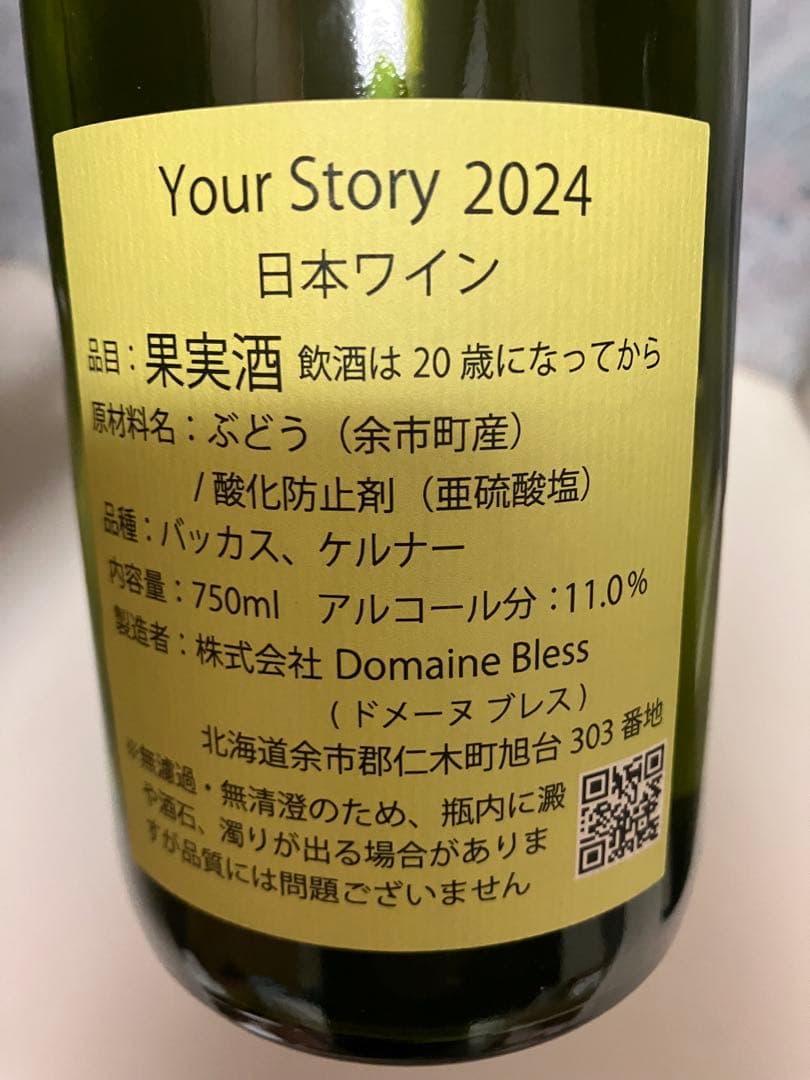 Your Story 2024
日本ワイン
品目：果実酒 飲酒は 20 歳になってから
原材料名：ぶどう（余市町産）
/ 酸化防止剤（亜硫酸塩）
品種：バッカス、ケルナー
内容量：750ml アルコール分：11.0%
製造者：株式会社 Domaine Bless
( ドメーヌ ブレス )
北海道余市郡仁木町旭台 303 番地
※無濾過・無清澄のため、瓶内に澱
や酒石、濁りが出る場合がありま
すが品質には問題ございません